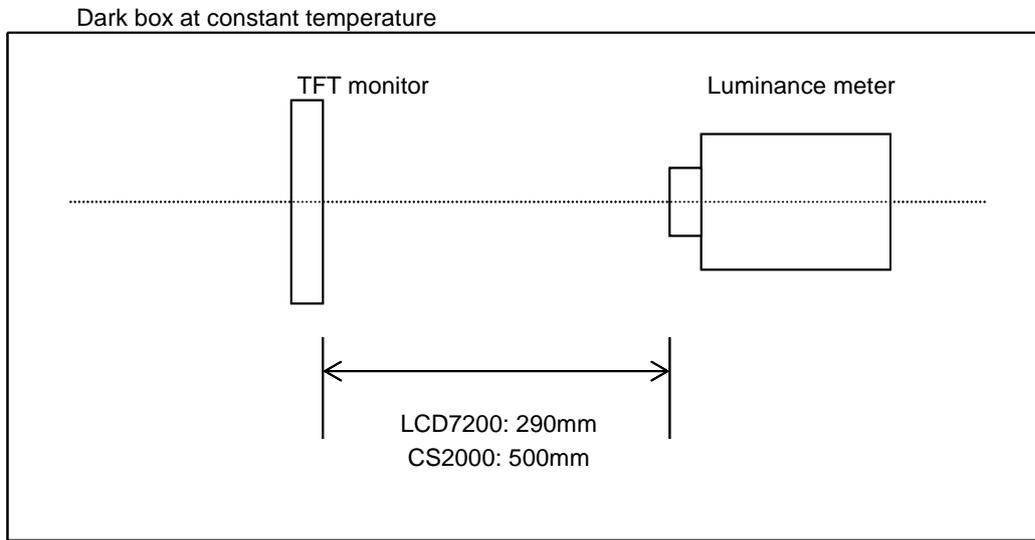 Dark box at constant temperature
TFT monitor
Luminance meter
LCD7200: 290mm
CS2000: 500mm